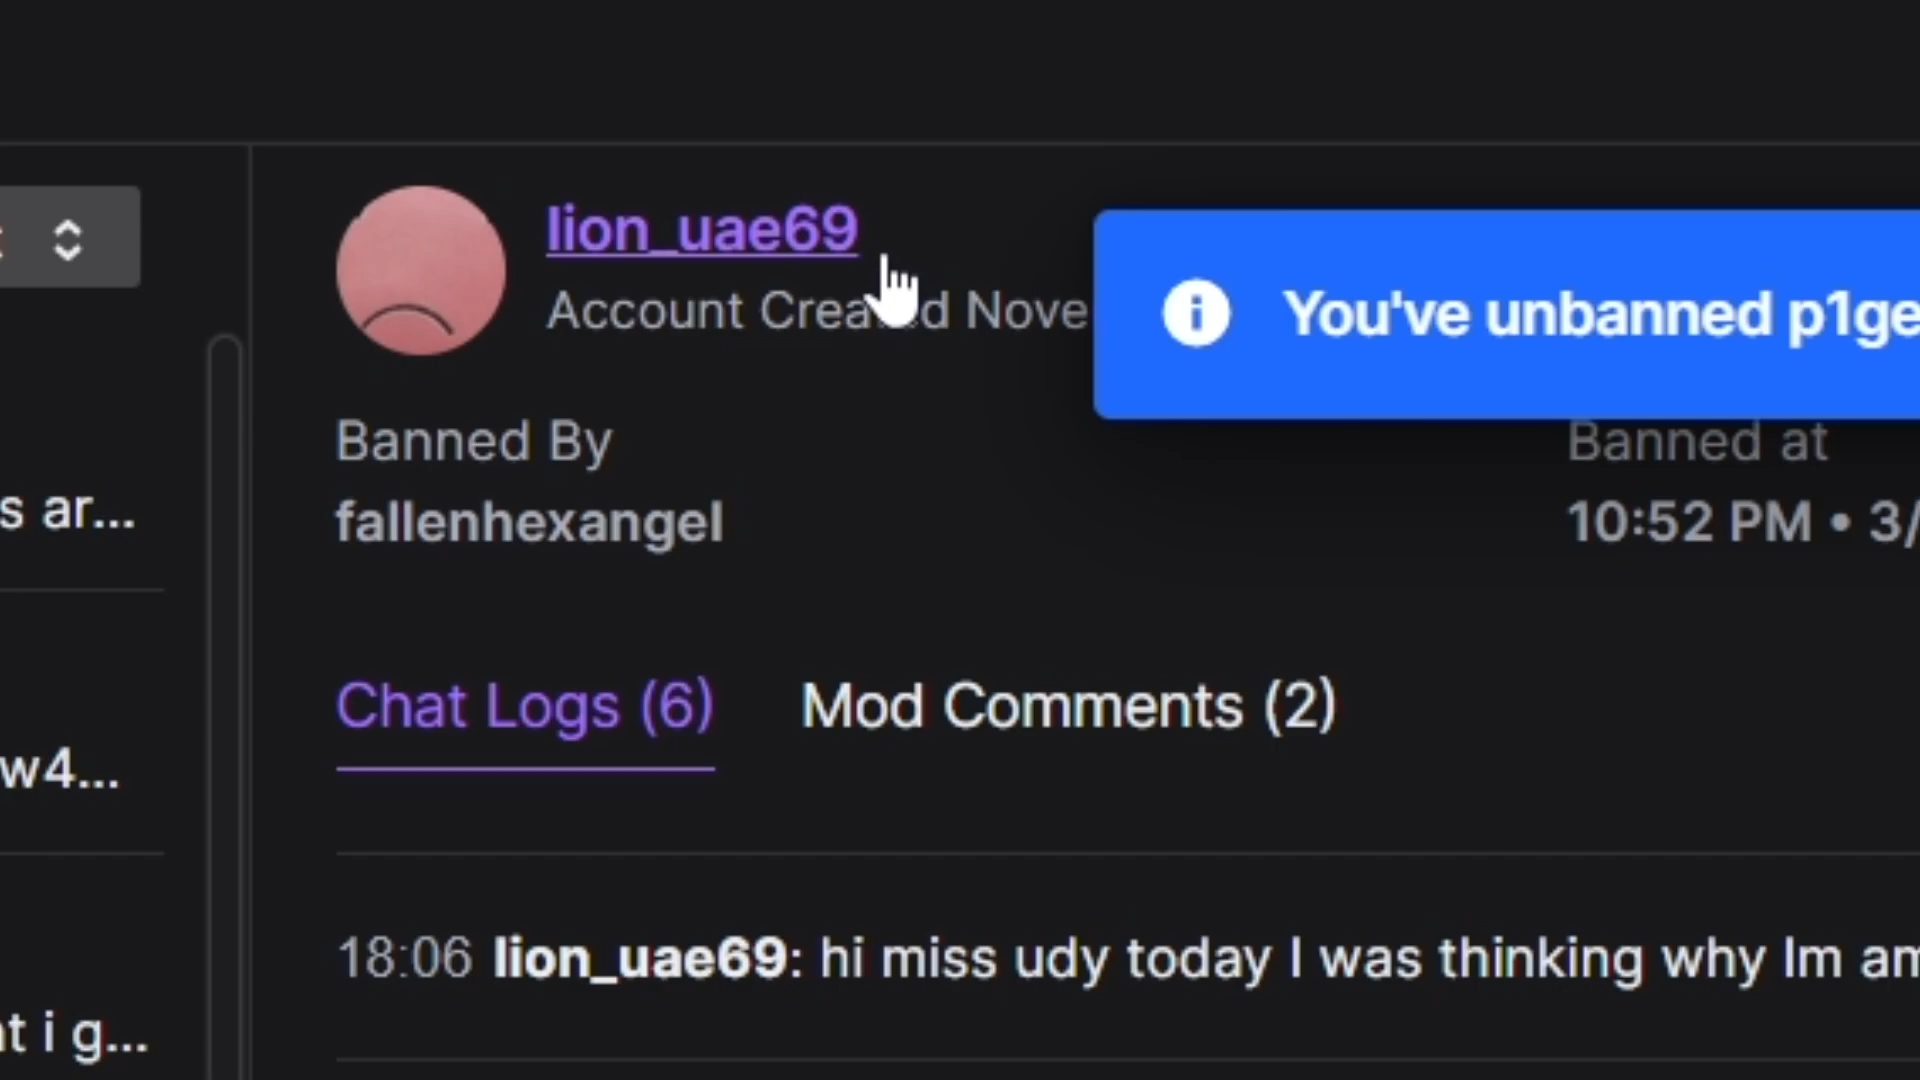 lion_uae69
Account Created Nove
You've unbanned p1ge
Banned By
fallenhexangel
Banned at
10:52 PM • 3/
s ar...
Chat Logs (6)
Mod Comments (2)
w4...
18:06 lion_uae69: hi miss udy today I was thinking why Im am
t i g...